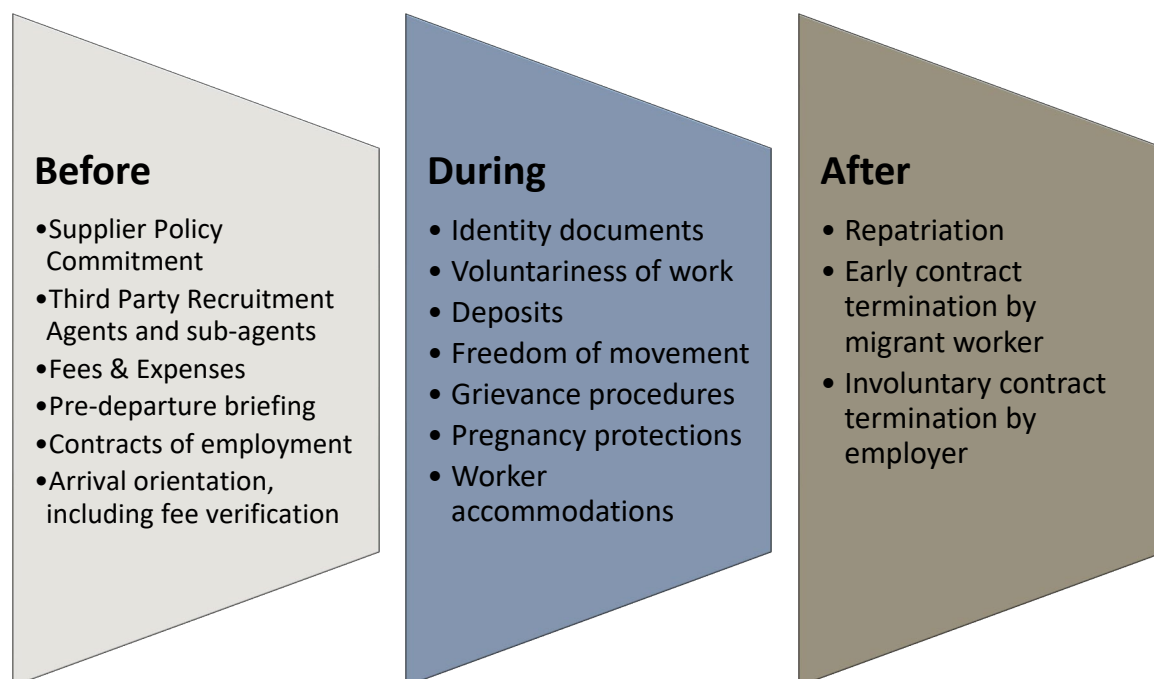 Before
•Supplier Policy
Commitment
•Third Party Recruitment
Agents and sub-agents
•Fees & Expenses
•Pre-departure briefing
•Contracts of employment
•Arrival orientation,
including fee verification
During
• Identity documents
• Voluntariness of work
• Deposits
• Freedom of movement
• Grievance procedures
• Pregnancy protections
• Worker
accommodations
After
• Repatriation
• Early contract
termination by
migrant worker
• Involuntary contract
termination by
employer